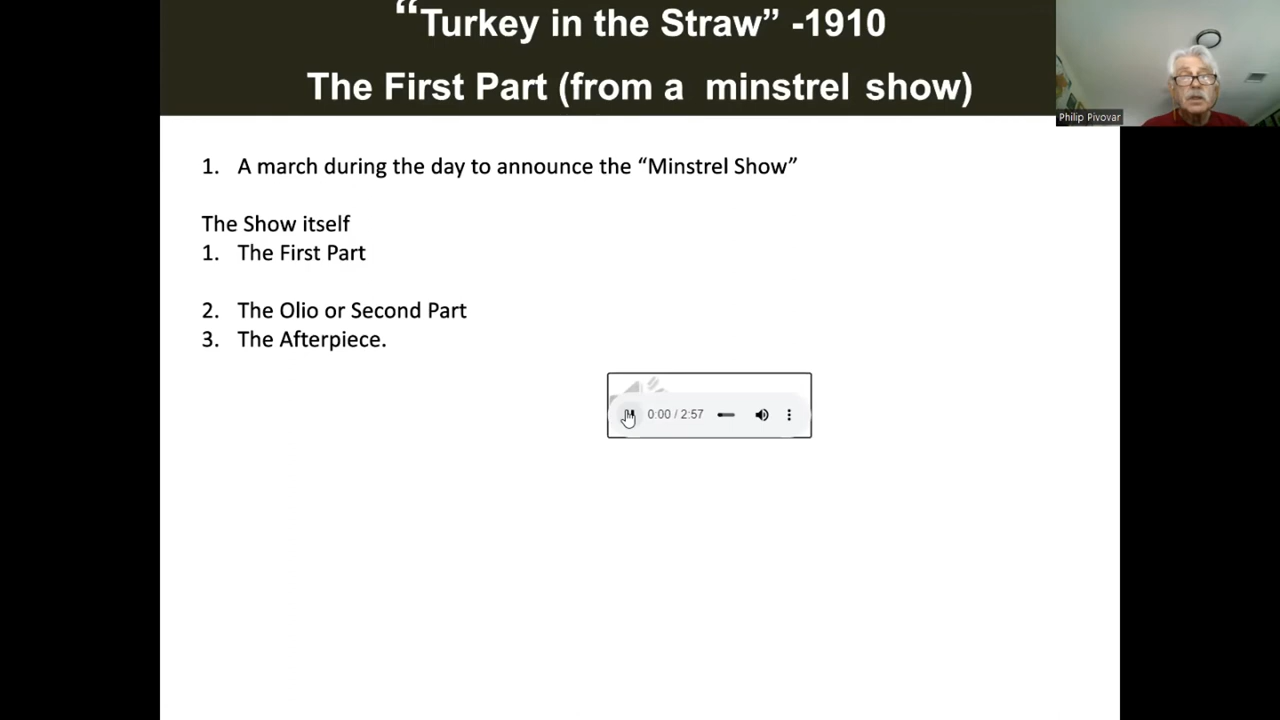 “Turkey in the Straw” -1910
The First Part (from a minstrel show)
Philip Pivovar
1. A march during the day to announce the “Minstrel Show”
The Show itself
1. The First Part
2. The Olio or Second Part
3. The Afterpiece.
0:00 / 2:57